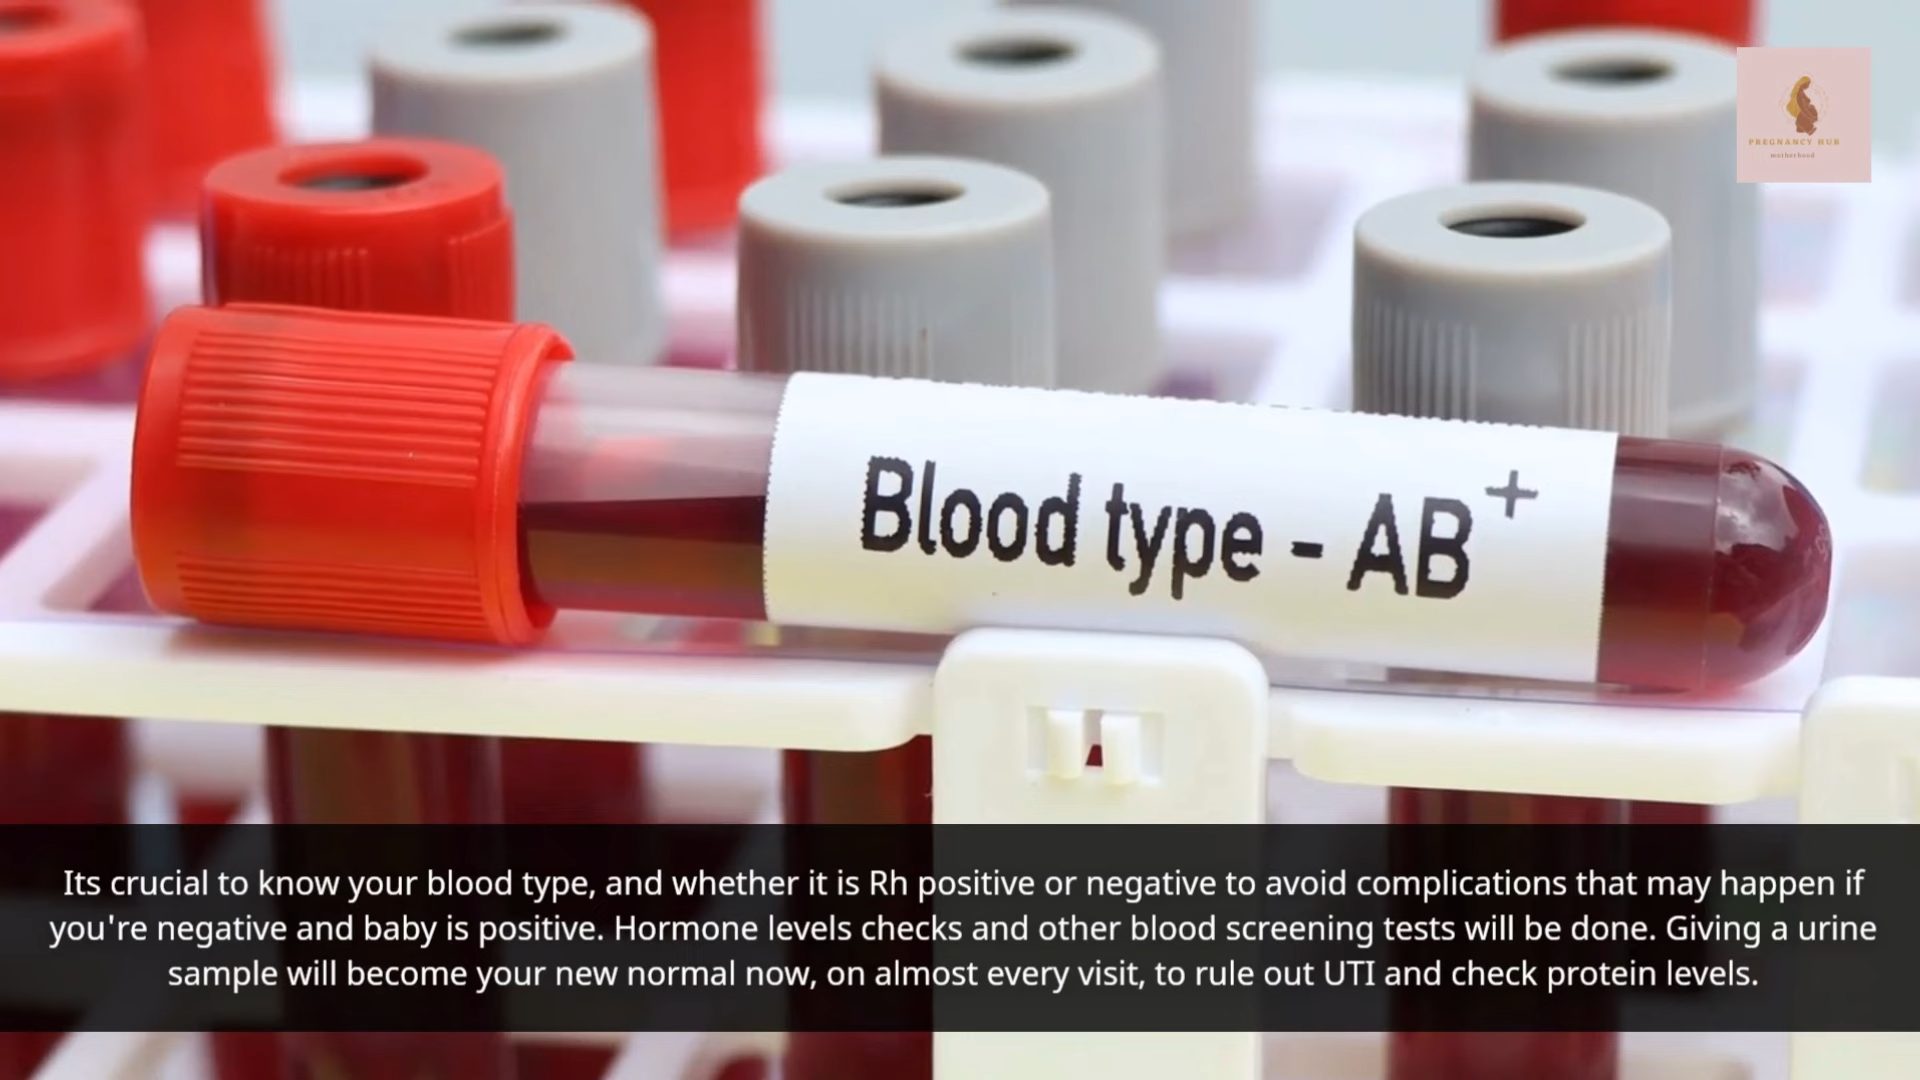 PREGNANCY HUB
motherhood
Blood type - AB+
Its crucial to know your blood type, and whether it is Rh positive or negative to avoid complications that may happen if
you're negative and baby is positive. Hormone levels checks and other blood screening tests will be done. Giving a urine
sample will become your new normal now, on almost every visit, to rule out UTI and check protein levels.